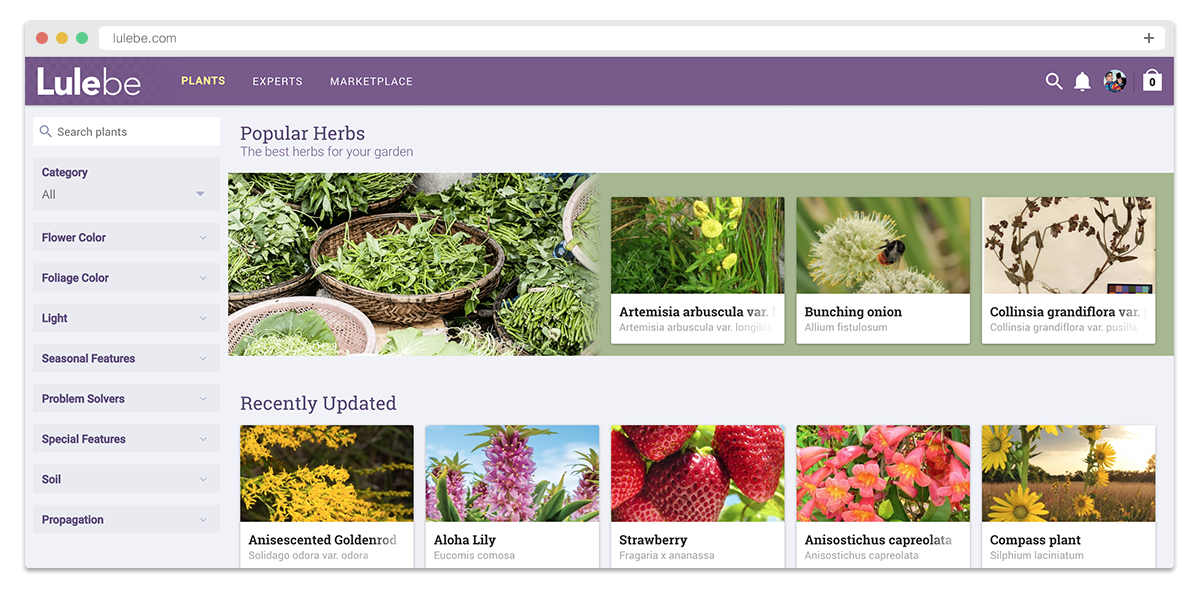 lulebe.com
Lulebe
PLANTS
EXPERTS
MARKETPLACE
0
Search plants
Category
All
Flower Color
Foliage Color
Light
Seasonal Features
Problem Solvers
Special Features
Soil
Propagation
Popular Herbs
The best herbs for your garden
Artemisia arbuscula var.
Artemisia arbuscula var. longilob
Bunching onion
Allium fistulosum
Collinsia grandiflora var.
Collinsia grandiflora var. pusilla
Recently Updated
Anisescented Goldenrod
Solidago odora var. odora
Aloha Lily
Eucomis comosa
Strawberry
Fragaria x ananassa
Anisostichus capreolata
Anisostichus capreolata
Compass plant
Silphium laciniatum